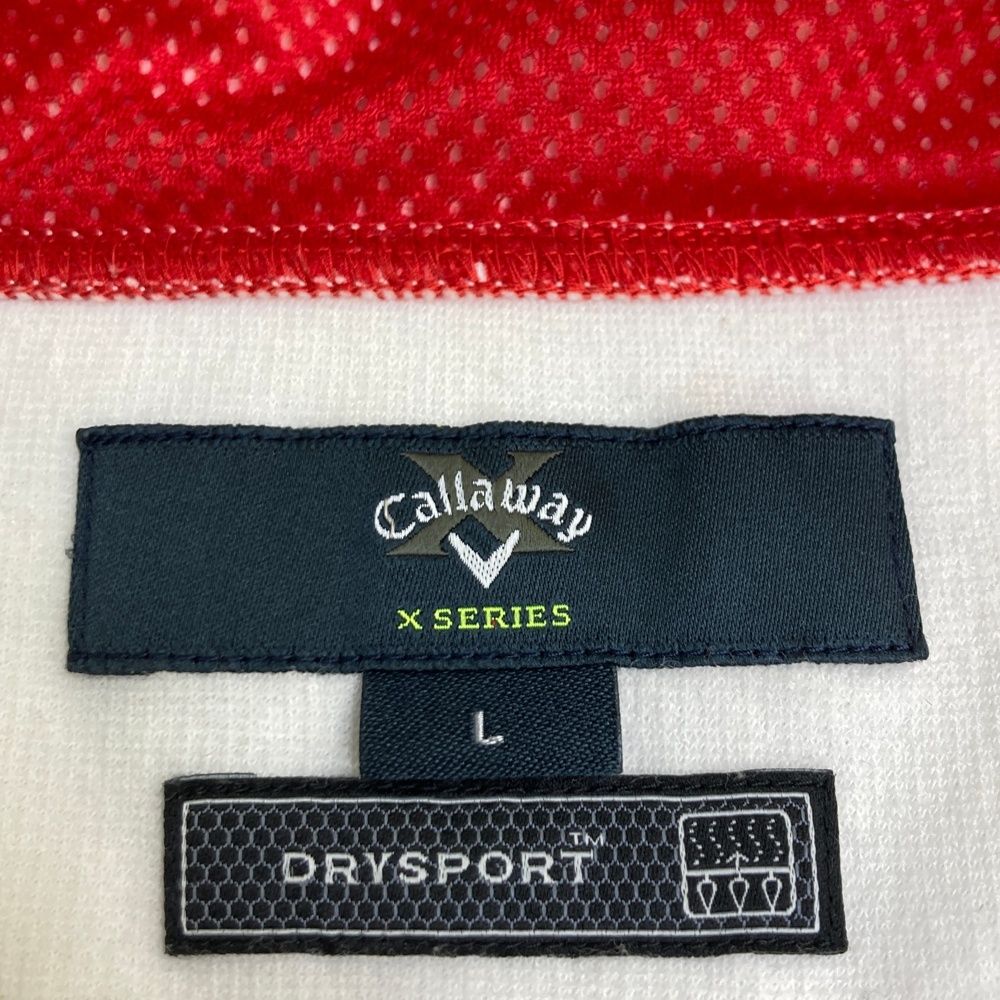 X
Callaway
X SERIES
L
DRYSPORT™